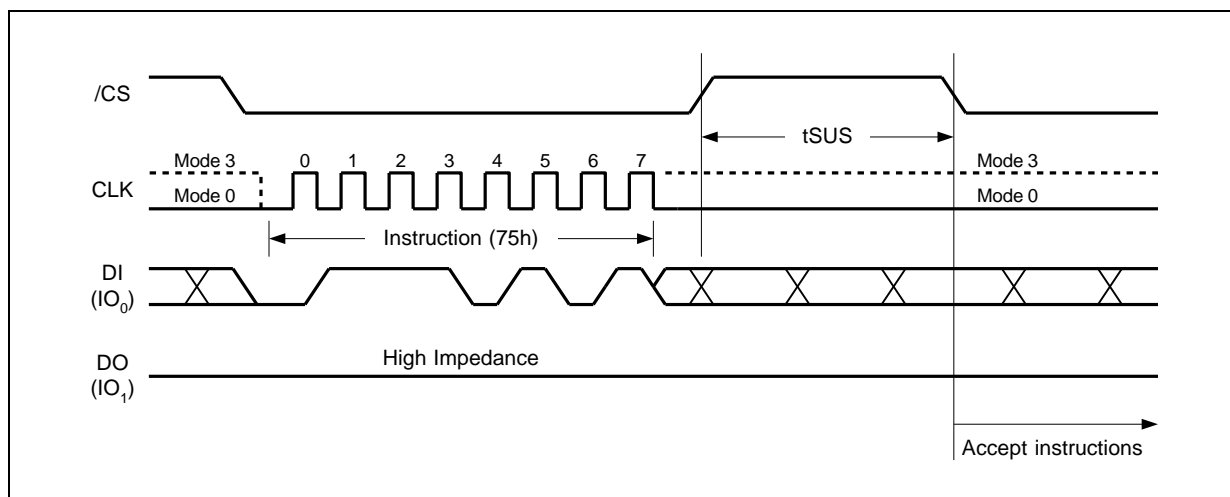 /CS
tSUS
Mode 3
0 1 2 3 4 5 6 7
Mode 3
CLK
Mode 0
Mode 0
Instruction (75h)
DI
(IO0)
High Impedance
DO
(IO1)
Accept instructions